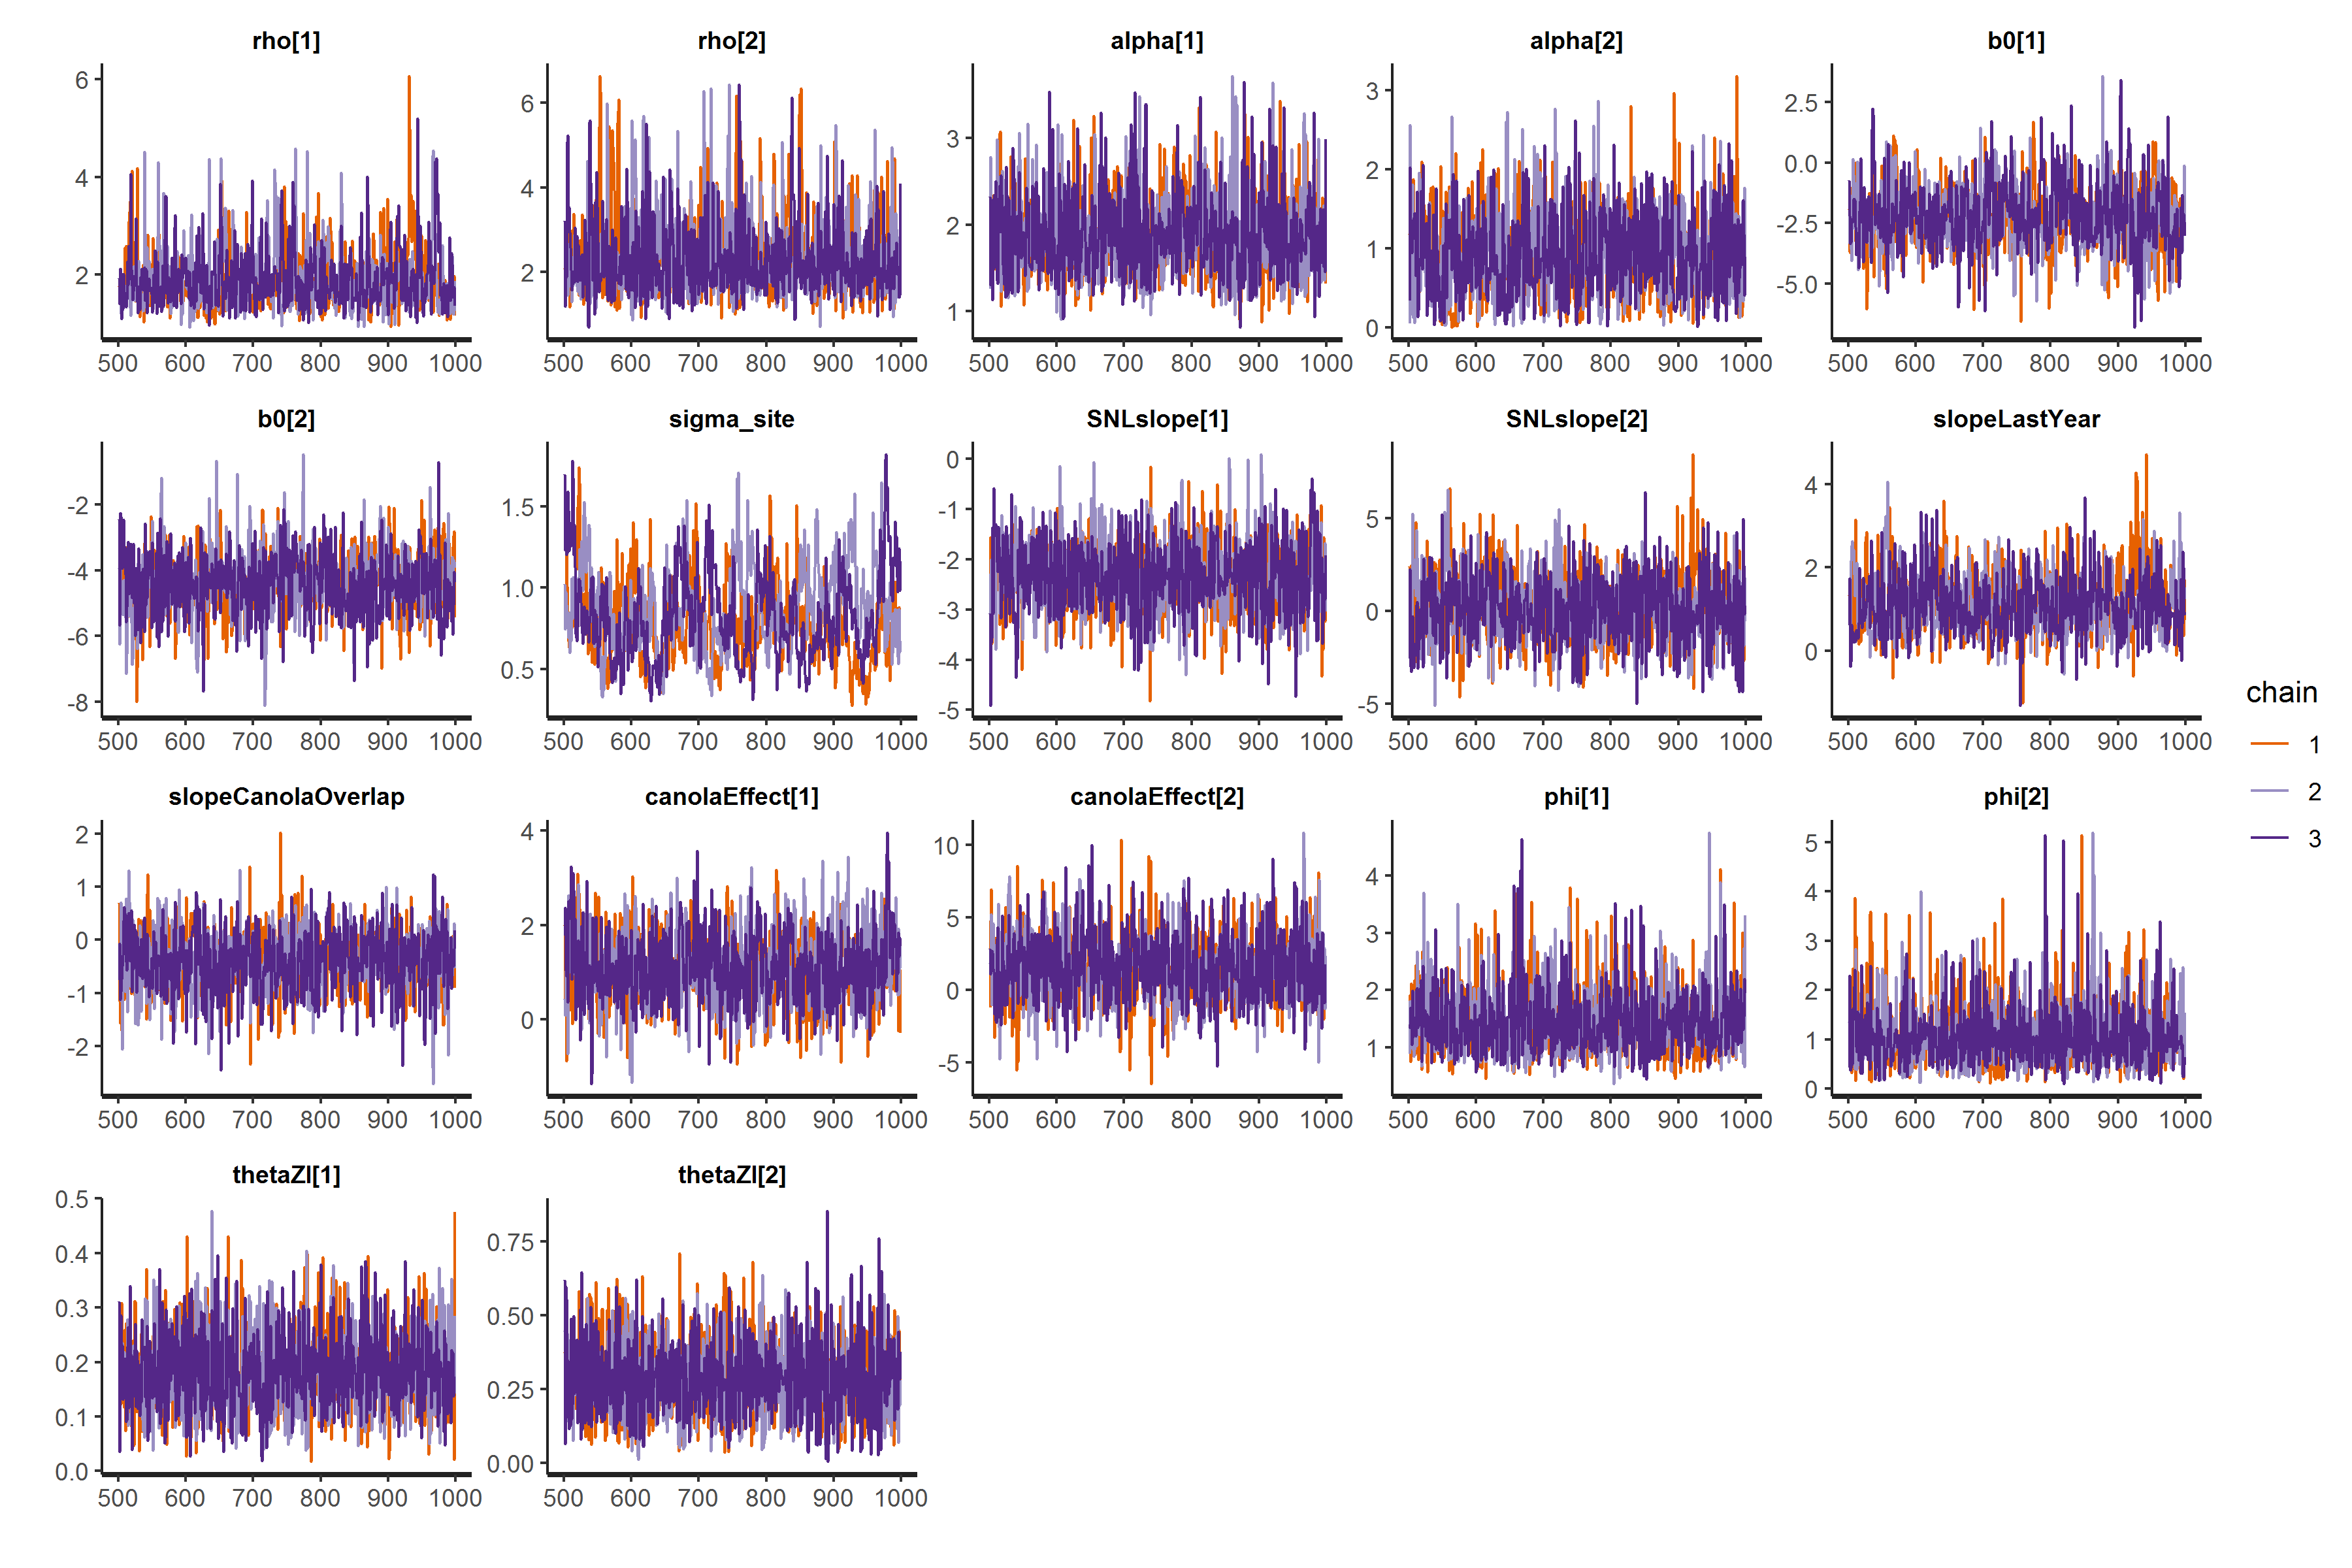 rho[1] rho[2] alpha[1] alpha[2] b0[1]
6 6 3 3 2.5
4 4 2 2 0.0
2 2 1 1 -2.5
0 -5.0
500 600 700 800 900 1000 500 600 700 800 900 1000 500 600 700 800 900 1000 500 600 700 800 900 1000 500 600 700 800 900 1000
b0[2] sigma_site SNLslope[1] SNLslope[2] slopeLastYear
-2 1.5 0 5 4
-4 1.0 -1 0 2
-6 0.5 -2 -5 0
-8 -3
-4
-5
500 600 700 800 900 1000 500 600 700 800 900 1000 500 600 700 800 900 1000 500 600 700 800 900 1000 500 600 700 800 900 1000
chain
1
2
3
slopeCanolaOverlap canolaEffect[1] canolaEffect[2] phi[1] phi[2]
2 4 10 4 5
1 2 5 3 4
0 0 0 2 3
-1 -5 1 2
-2 1
0
500 600 700 800 900 1000 500 600 700 800 900 1000 500 600 700 800 900 1000 500 600 700 800 900 1000 500 600 700 800 900 1000
thetaZI[1] thetaZI[2]
0.5 0.75
0.4 0.50
0.3 0.25
0.2 0.00
0.1
0.0
500 600 700 800 900 1000 500 600 700 800 900 1000